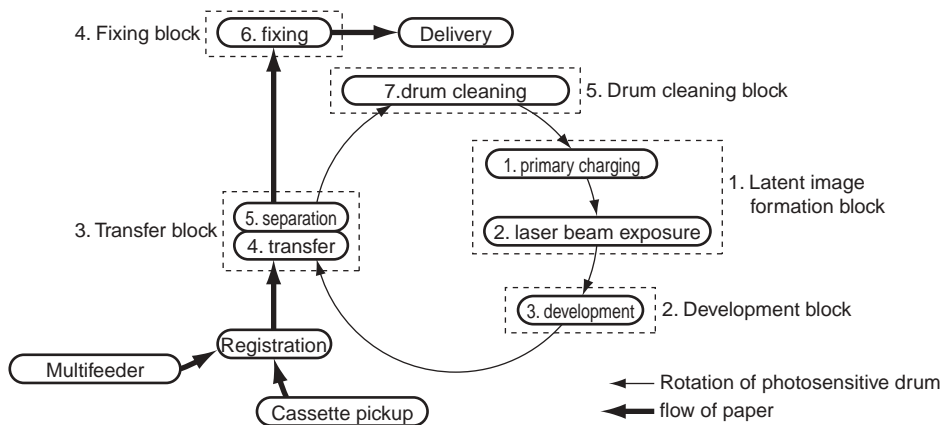 4. Fixing block
6. fixing
Delivery
7.drum cleaning
5. Drum cleaning block
1. primary charging
1. Latent image
formation block
2. laser beam exposure
5. separation
3. Transfer block
4. transfer
3. development
2. Development block
Registration
Multifeeder
Cassette pickup
Rotation of photosensitive drum
flow of paper